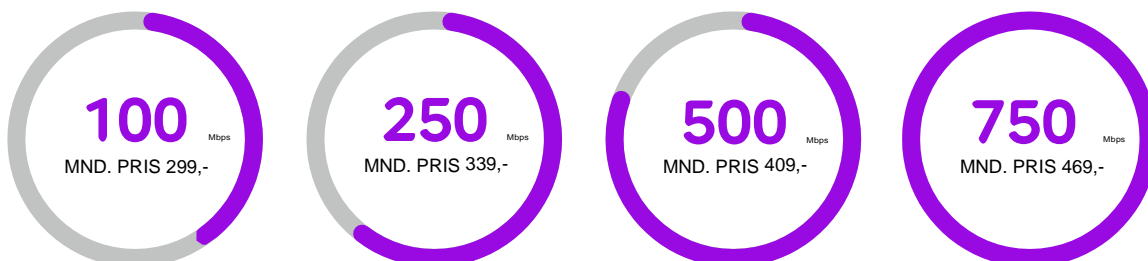 100 Mbps
MND. PRIS 299,-
250 Mbps
MND. PRIS 339,-
500 Mbps
MND. PRIS 409,-
750 Mbps
MND. PRIS 469,-